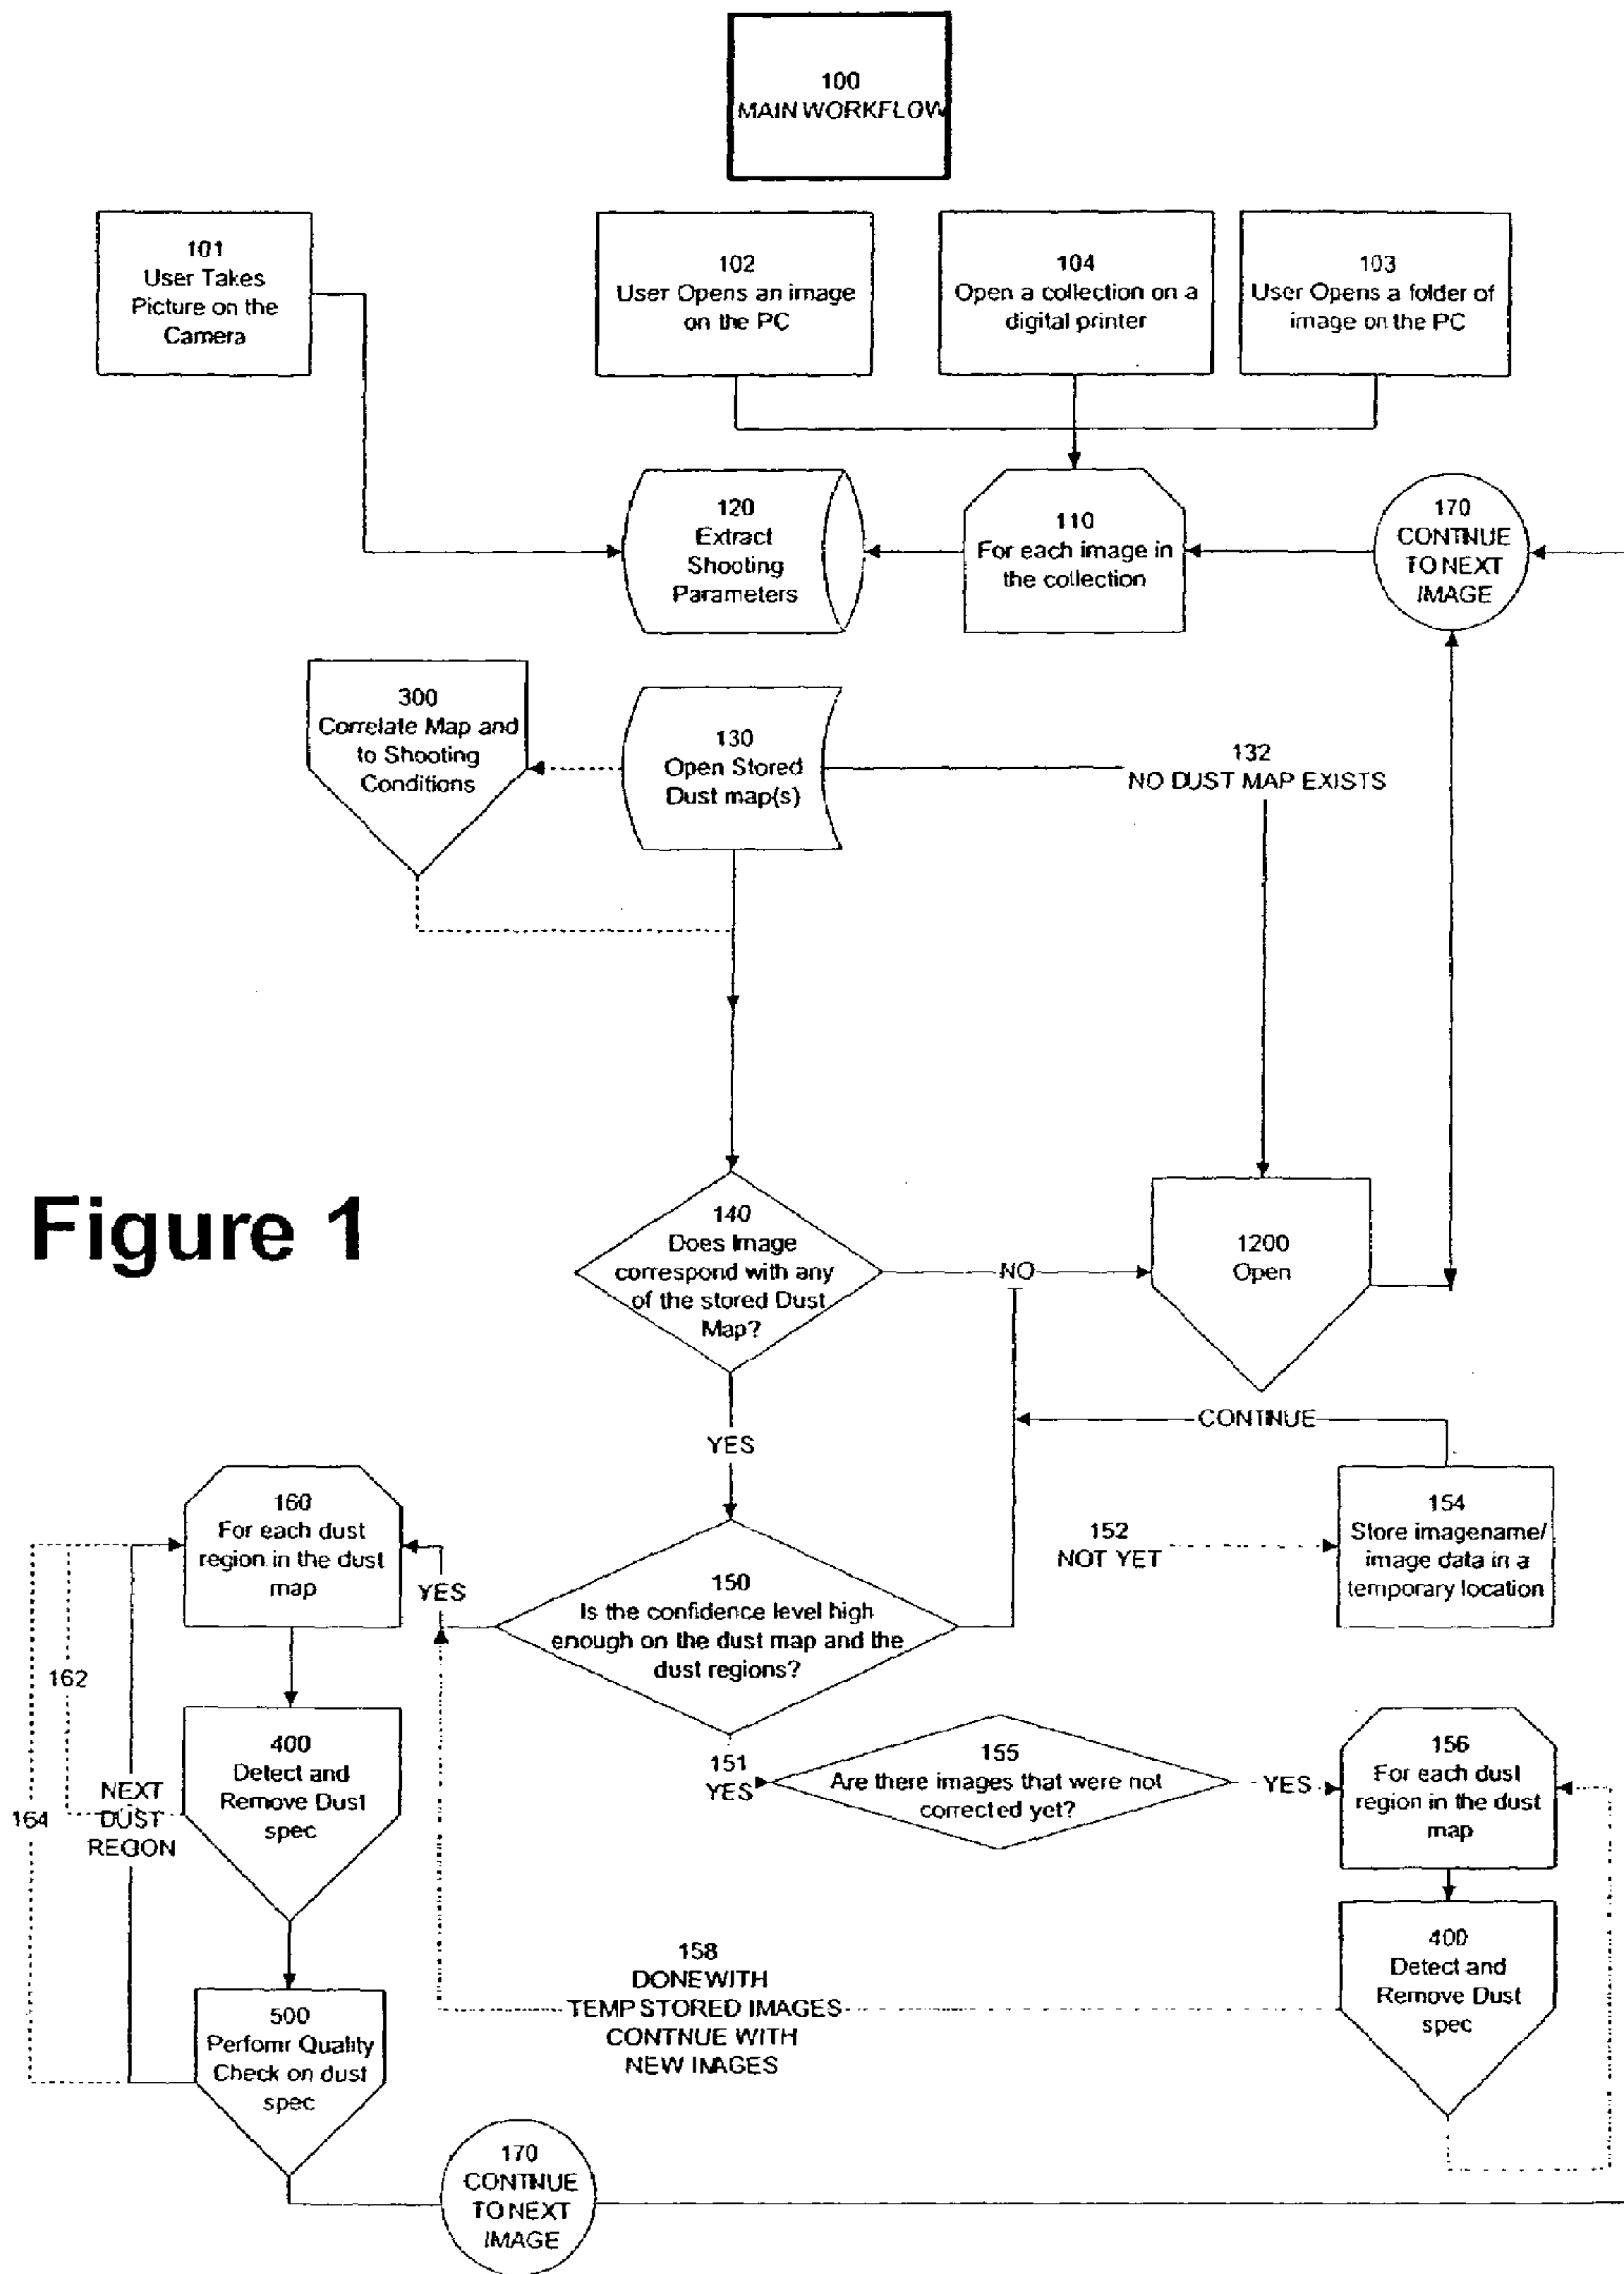 100
MAIN WORKFLOW
101
User Takes
Picture on the
Camera
102
User Opens an image
on the PC
104
Open a collection on a
digital printer
103
User Opens a folder of
image on the PC
120
Extract
Shooting
Parameters
110
For each image in
the collection
170
CONTINUE
TO NEXT
IMAGE
300
Correlate Map and
to Shooting
Conditions
130
Open Stored
Dust map(s)
132
NO DUST MAP EXISTS
Figure 1
140
Does Image
correspond with any
of the stored Dust
Map?
NO
1200
Open
YES
CONTINUE
160
For each dust
region in the dust
map
YES
150
Is the confidence level high
enough on the dust map and the
dust regions?
152
NOT YET
154
Store imagename/
image data in a
temporary location
162
164
NEXT
DUST
REGION
400
Detect and
Remove Dust
spec
151
YES
155
Are there images that were not
corrected yet?
YES
156
For each dust
region in the dust
map
500
Perfomr Quality
Check on dust
spec
158
DONE WITH
TEMP STORED IMAGES
CONTINUE WITH
NEW IMAGES
400
Detect and
Remove Dust
spec
170
CONTINUE
TO NEXT
IMAGE